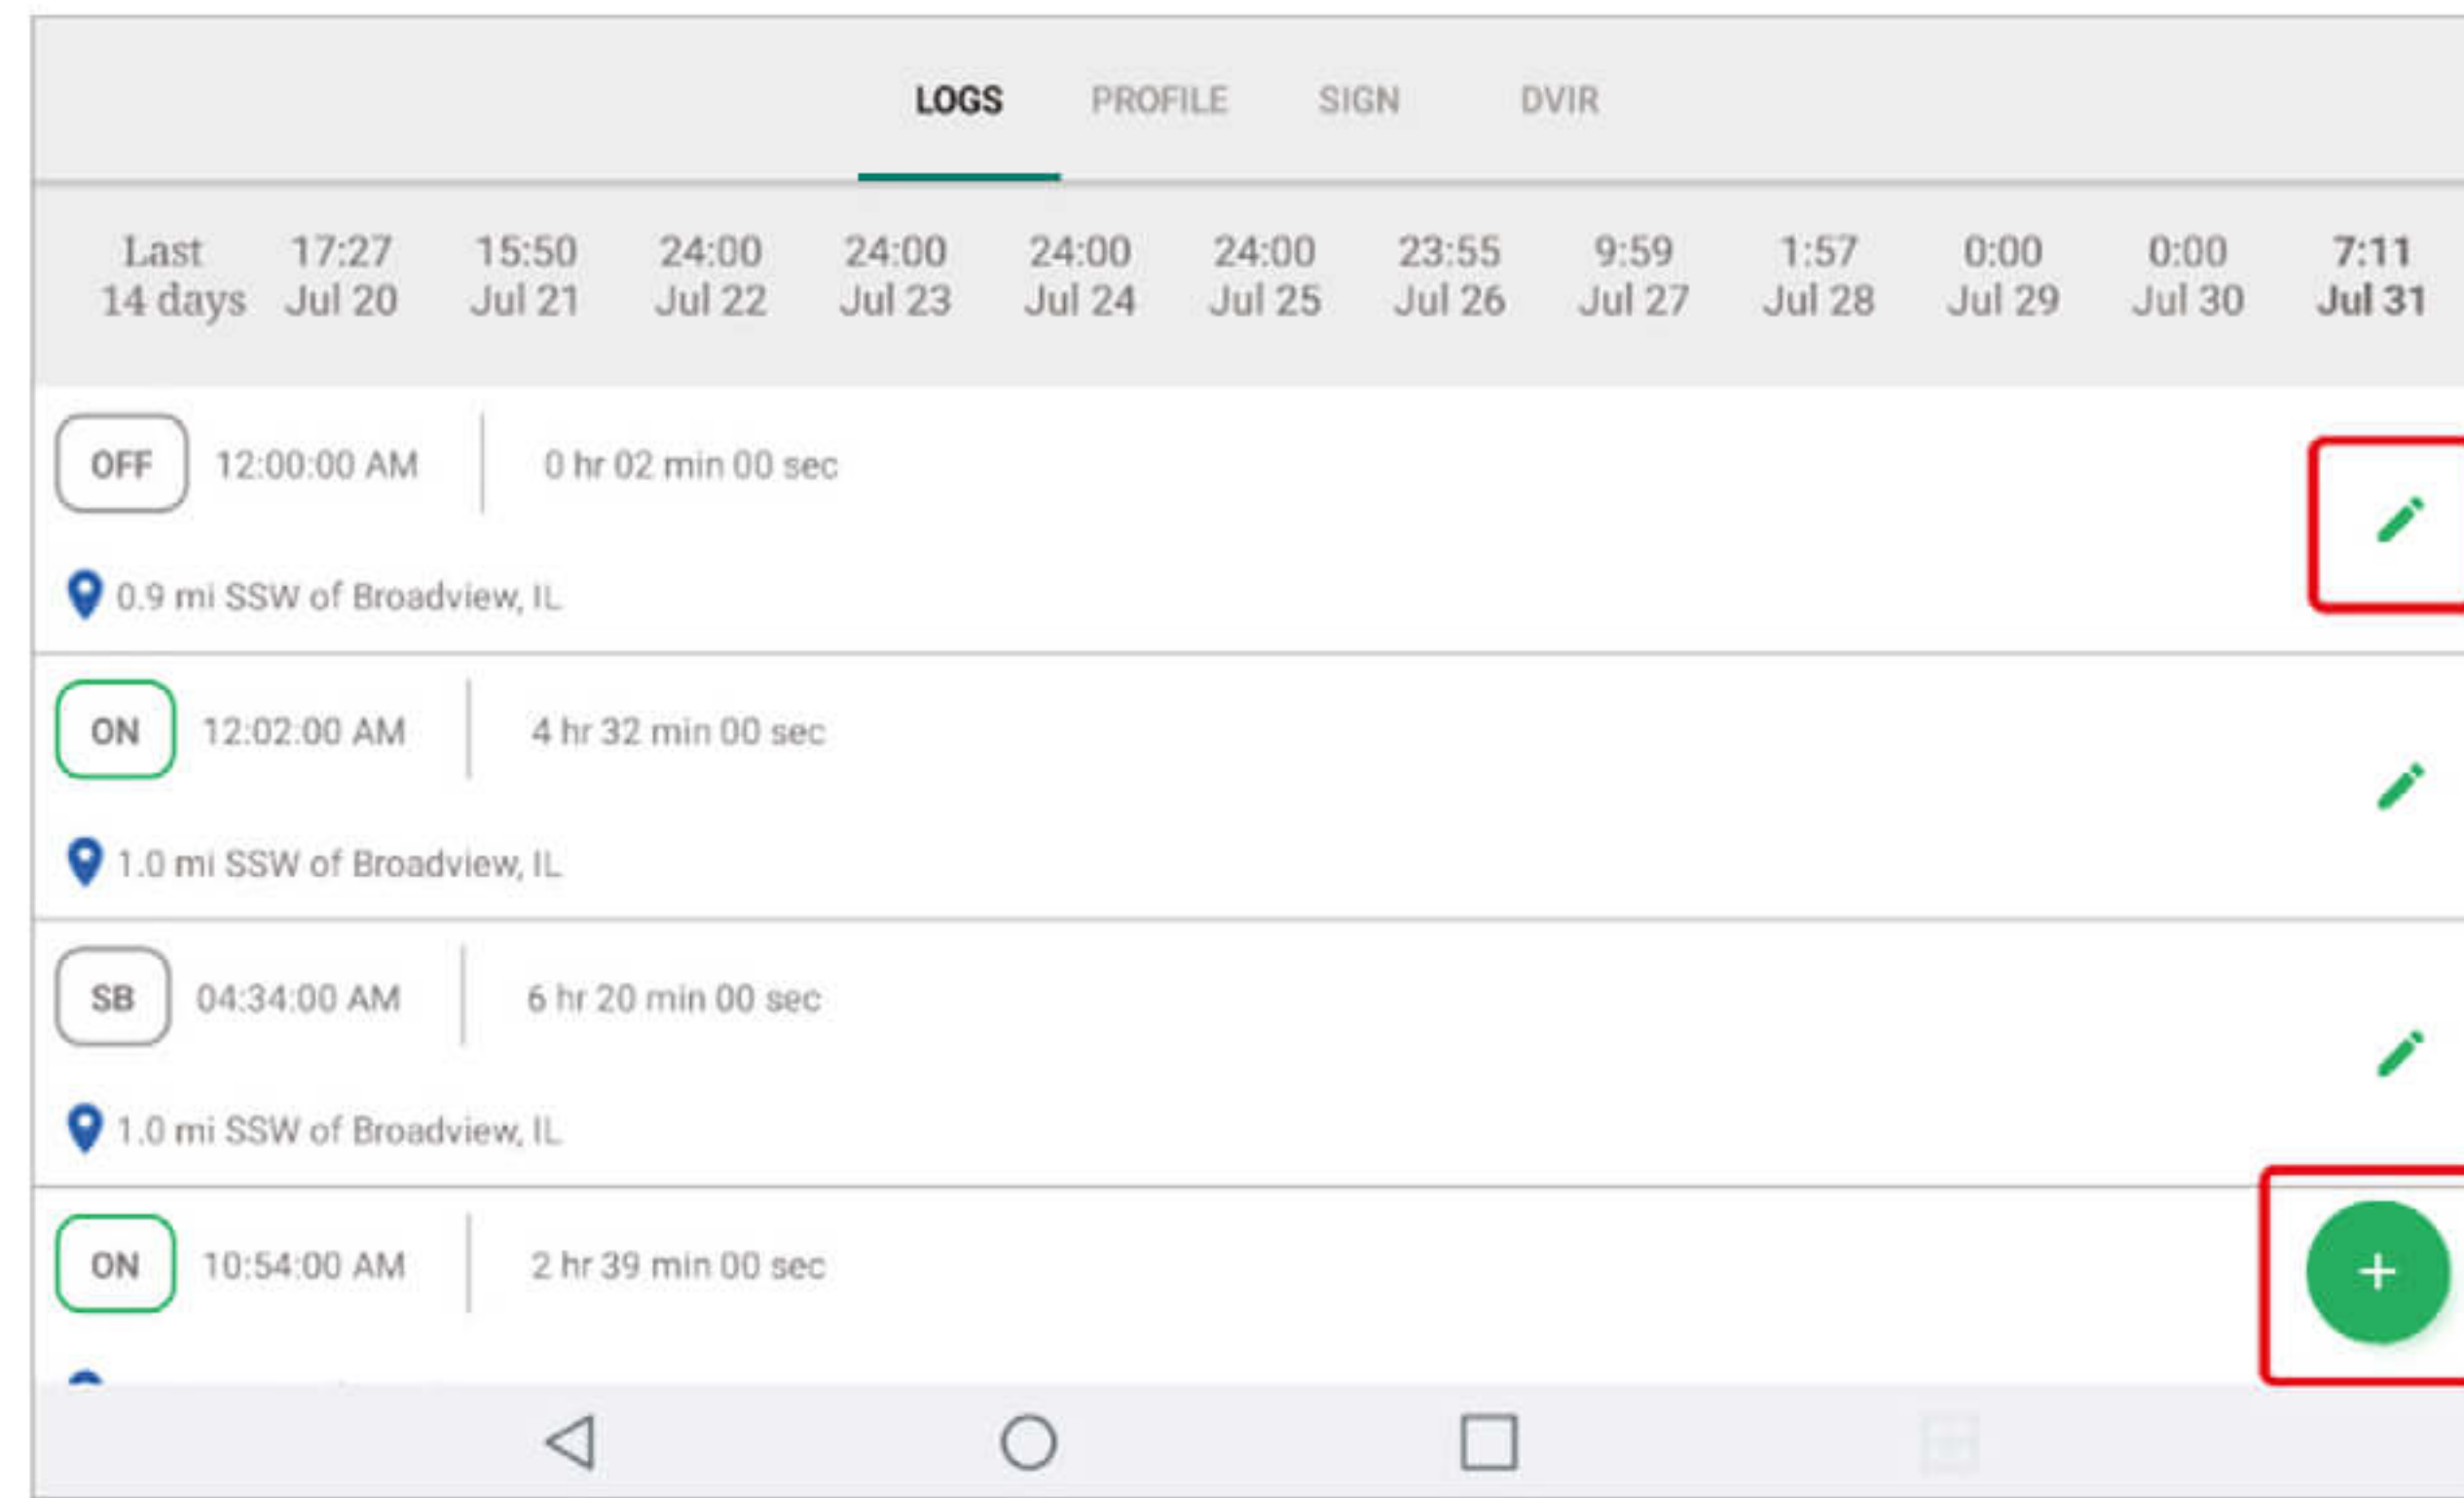 LOGS PROFILE SIGN DVIR
Last 17:27 15:50 24:00 24:00 24:00 24:00 23:55 9:59 1:57 0:00 0:00 7:11
14 days Jul 20 Jul 21 Jul 22 Jul 23 Jul 24 Jul 25 Jul 26 Jul 27 Jul 28 Jul 29 Jul 30 Jul 31
OFF 12:00:00 AM 0 hr 02 min 00 sec
0.9 mi SSW of Broadview, IL
ON 12:02:00 AM 4 hr 32 min 00 sec
1.0 mi SSW of Broadview, IL
SB 04:34:00 AM 6 hr 20 min 00 sec
1.0 mi SSW of Broadview, IL
ON 10:54:00 AM 2 hr 39 min 00 sec